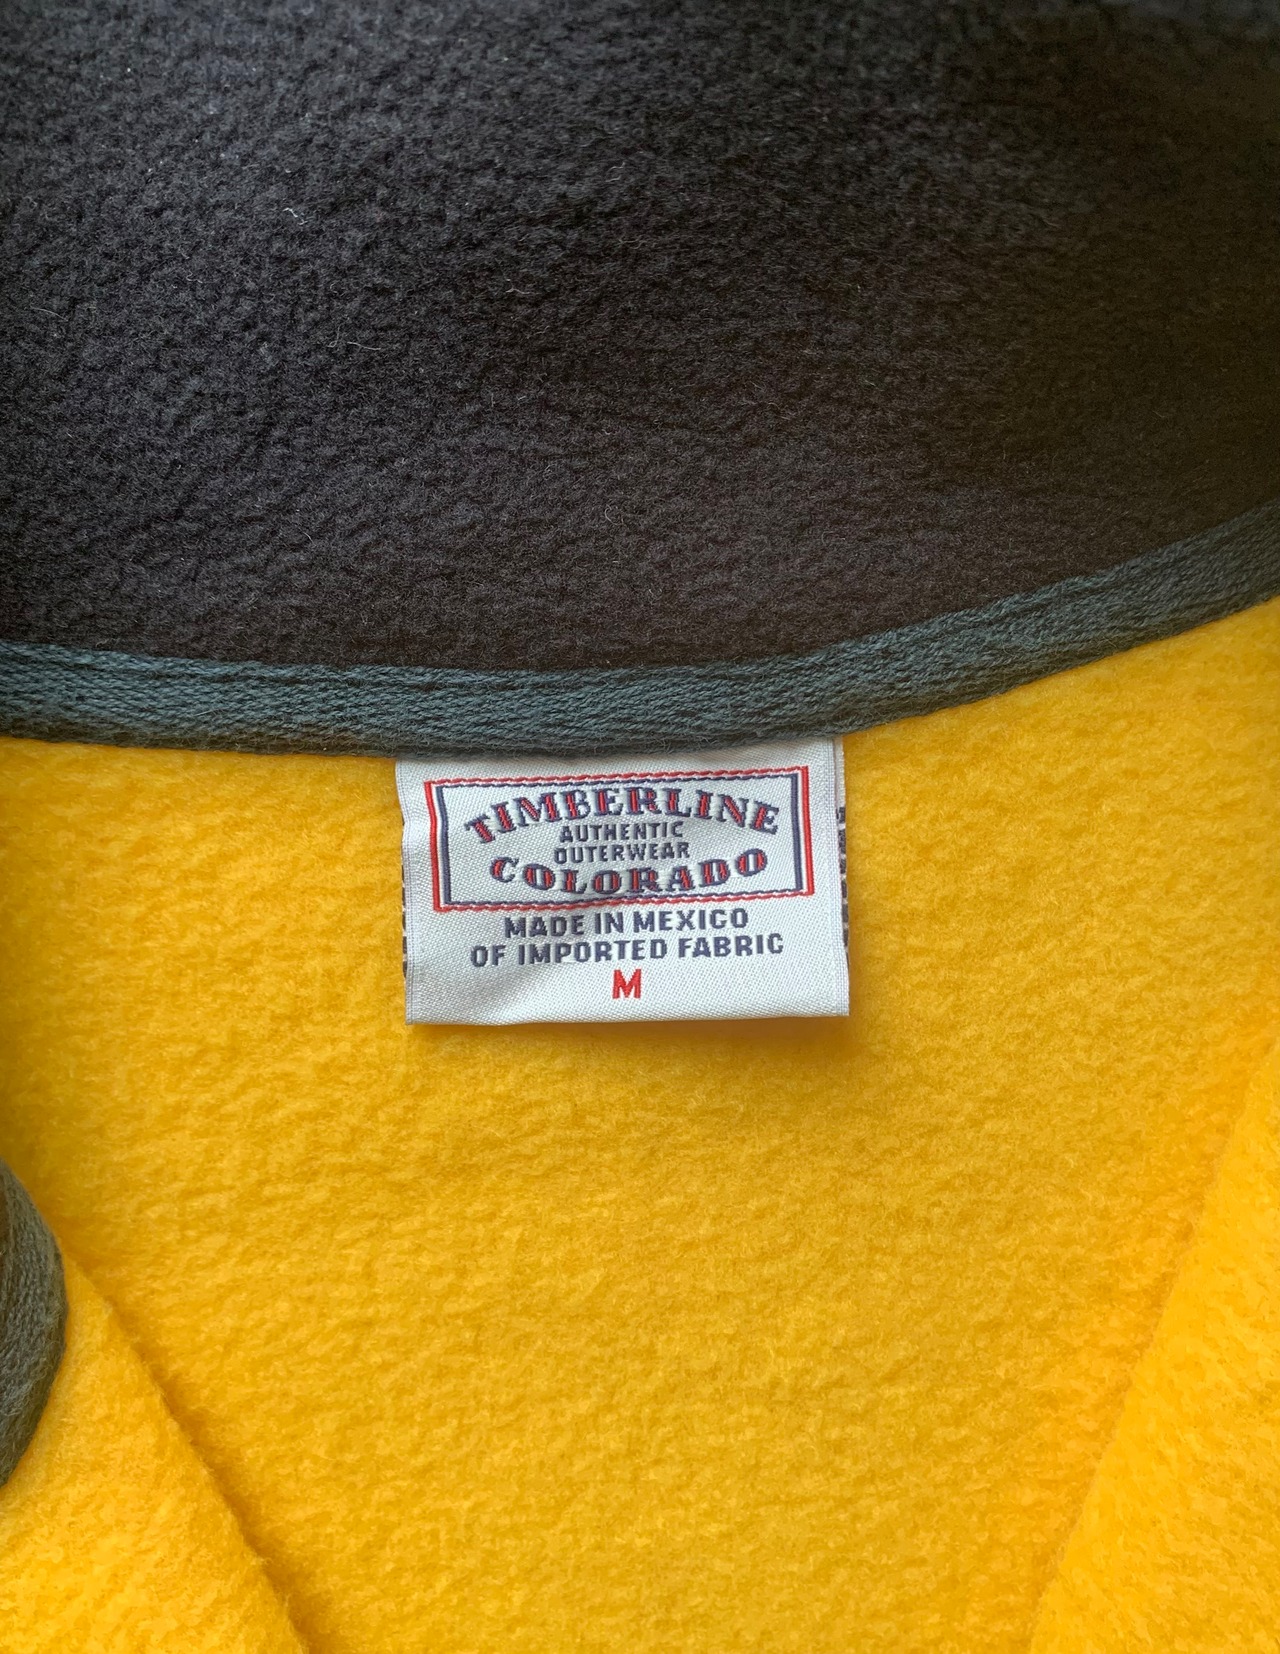 TIMBERLINE
AUTHENTIC
OUTERWEAR
COLORADO
MADE IN MEXICO
OF IMPORTED FABRIC
M